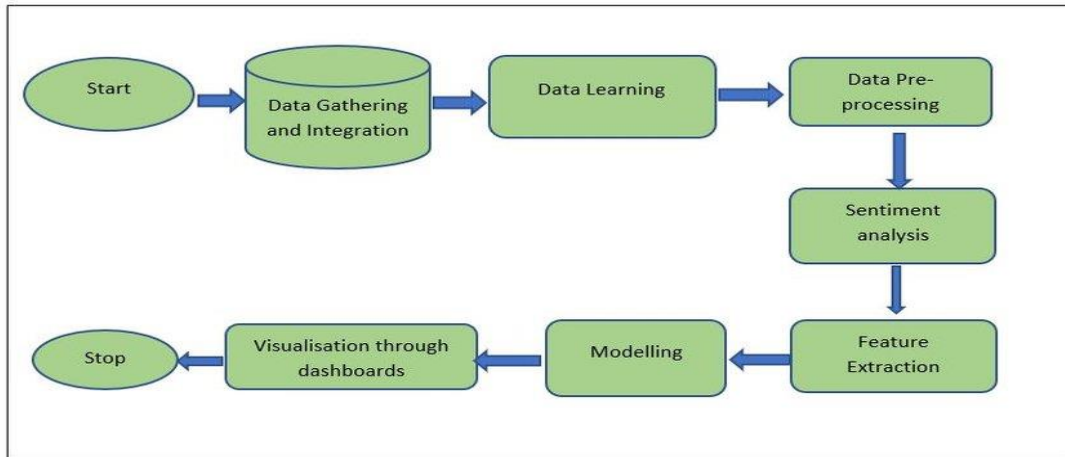 Start
Data Gathering
and Integration
Data Learning
Data Pre-
processing
Sentiment
analysis
Feature
Extraction
Modelling
Visualisation through
dashboards
Stop